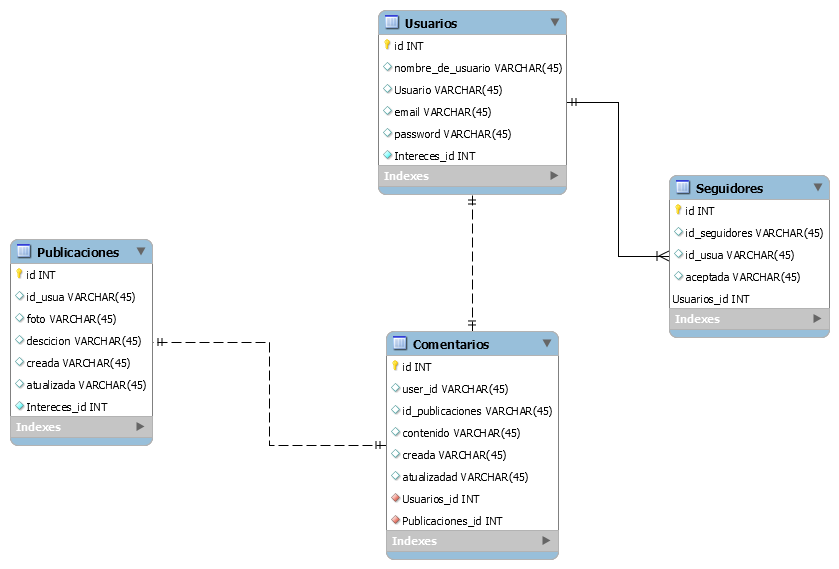 Usuarios
id INT
nombre_de_usuario VARCHAR(45)
Usuario VARCHAR(45)
email VARCHAR(45)
password VARCHAR(45)
Intereces_id INT
Indexes
Seguidores
id INT
id_seguidores VARCHAR(45)
id_usua VARCHAR(45)
aceptada VARCHAR(45)
Usuarios_id INT
Indexes
Publicaciones
id INT
id_usua VARCHAR(45)
foto VARCHAR(45)
descicion VARCHAR(45)
creada VARCHAR(45)
atualizada VARCHAR(45)
Intereces_id INT
Indexes
Comentarios
id INT
user_id VARCHAR(45)
id_publicaciones VARCHAR(45)
contenido VARCHAR(45)
creada VARCHAR(45)
atualizadad VARCHAR(45)
Usuarios_id INT
Publicaciones_id INT
Indexes